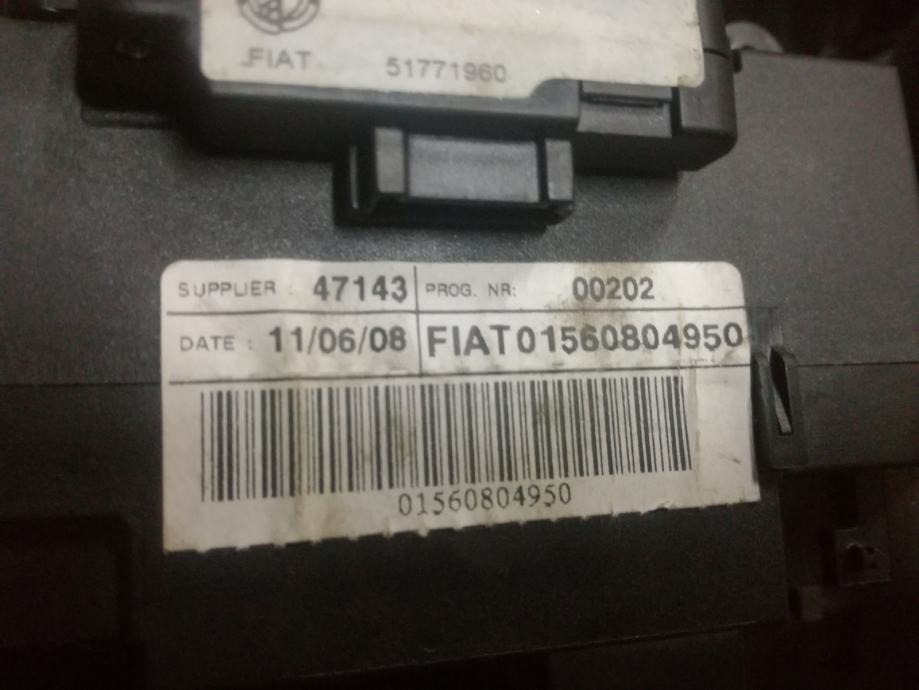 FIAT 51771960
SUPPLIER : 47143 PROG. NR: 00202
DATE : 11/06/08 FIAT01560804950
01560804950